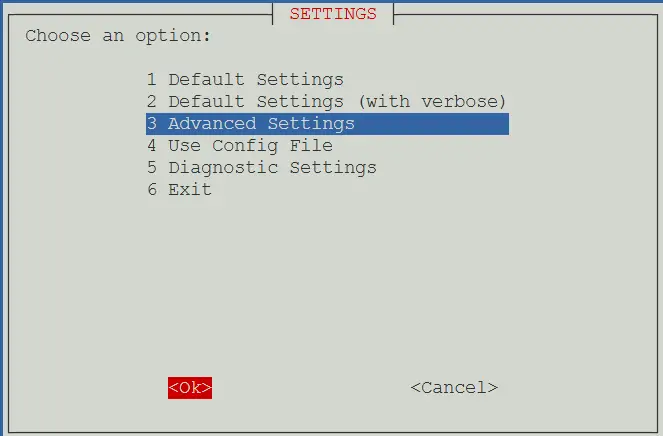 SETTINGS
Choose an option:
1 Default Settings
2 Default Settings (with verbose)
3 Advanced Settings
4 Use Config File
5 Diagnostic Settings
6 Exit
<Ok> <Cancel>